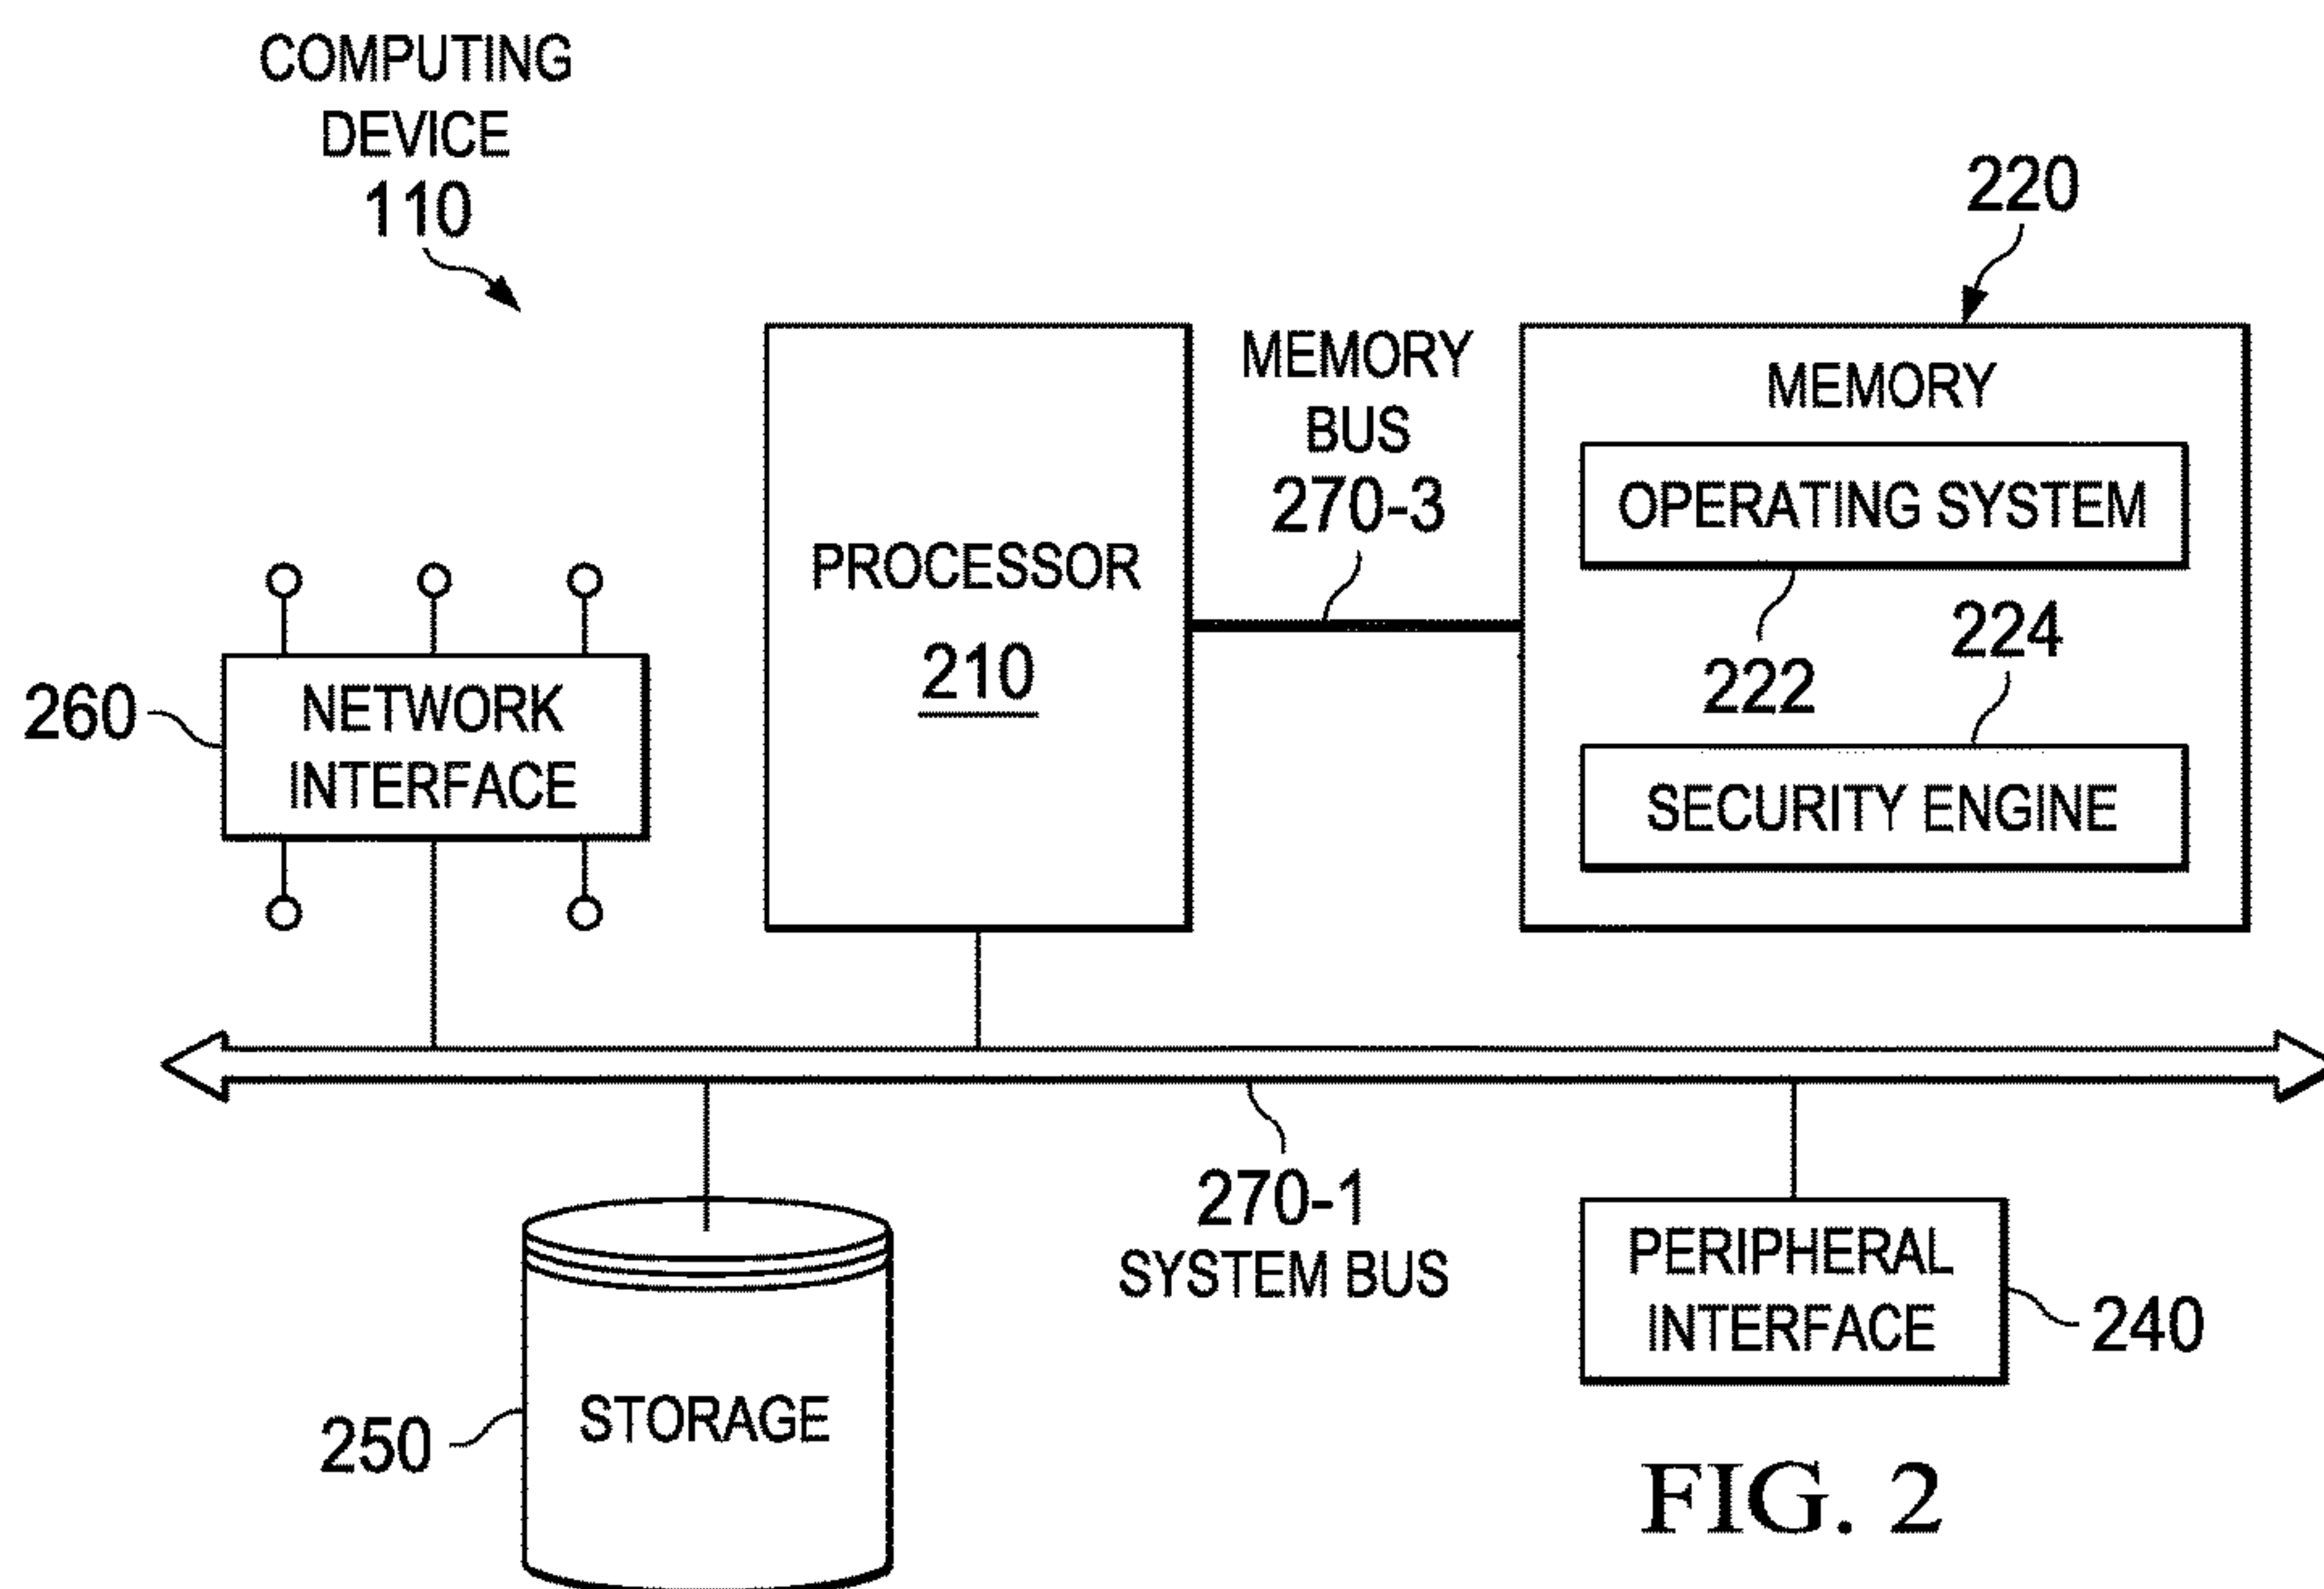 COMPUTING
DEVICE
110
220
MEMORY
BUS
270-3
MEMORY
OPERATING SYSTEM
222
224
SECURITY ENGINE
PROCESSOR
210
260
NETWORK
INTERFACE
270-1
SYSTEM BUS
PERIPHERAL
INTERFACE
240
250
STORAGE
FIG. 2